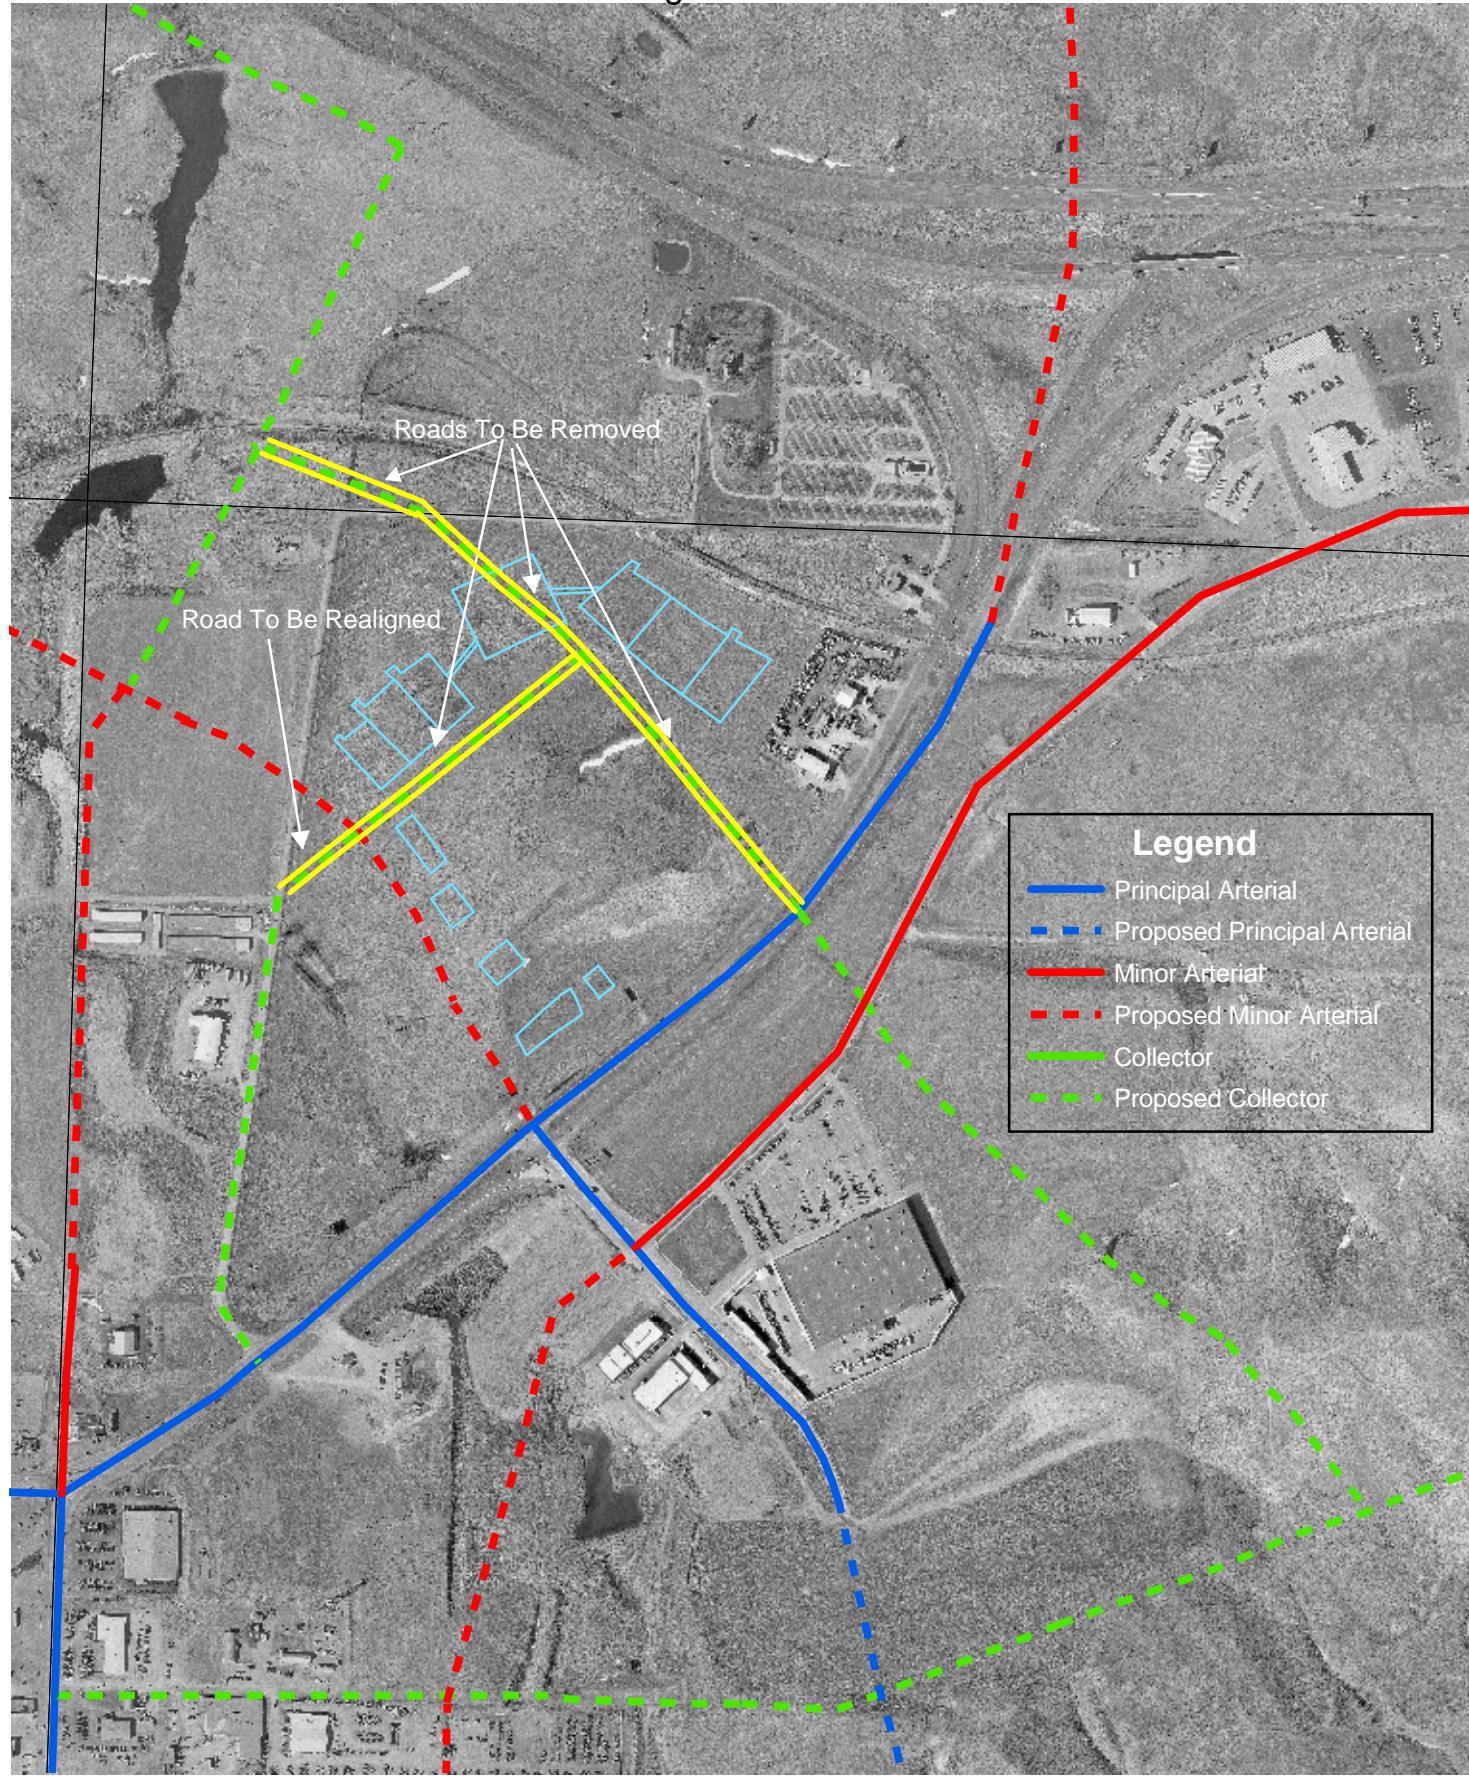 Roads To Be Removed
Road To Be Realigned
Legend
Principal Arterial
Proposed Principal Arterial
Minor Arterial
Proposed Minor Arterial
Collector
Proposed Collector